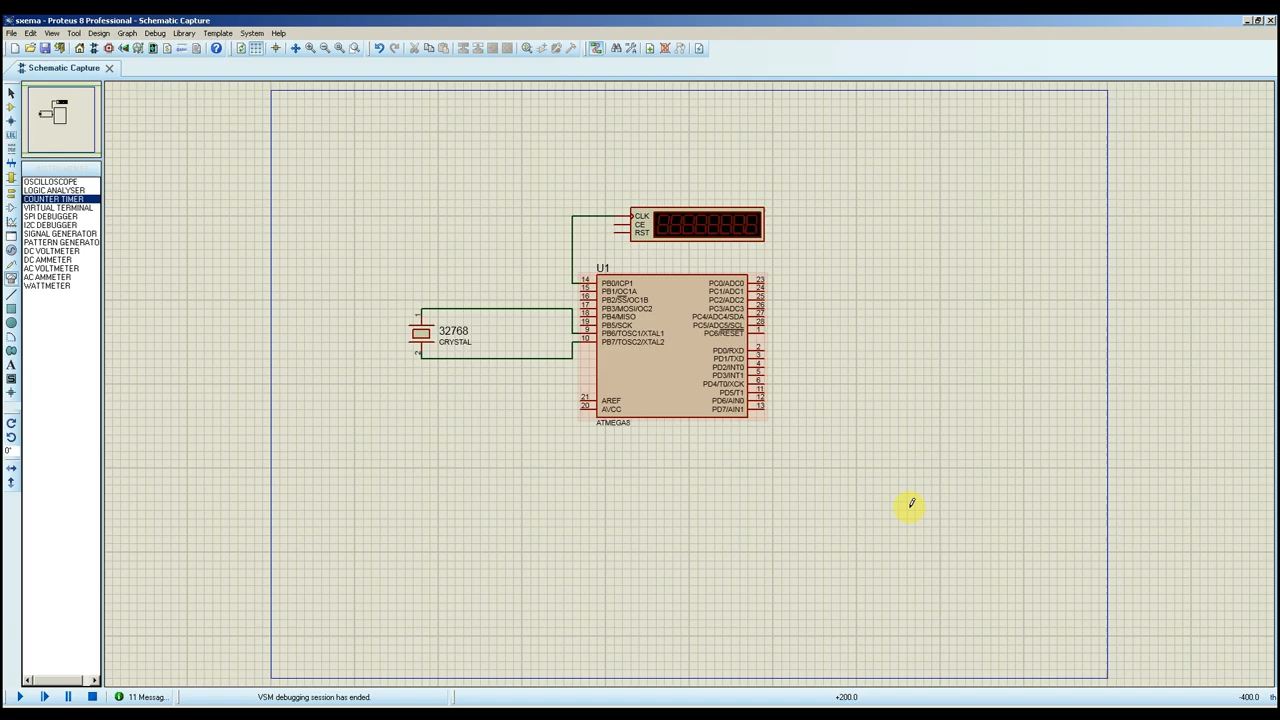 sxema - Proteus 8 Professional - Schematic Capture
File Edit View Tool Design Graph Debug Library Template System Help
Schematic Capture
OSCILLOSCOPE
LOGIC ANALYSER
COUNTER TIMER
VIRTUAL TERMINAL
SPI DEBUGGER
I2C DEBUGGER
SIGNAL GENERATOR
PATTERN GENERATO
DC VOLTMETER
DC AMMETER
AC VOLTMETER
AC AMMETER
WATTMETER
LBL
A
0°
CLK
CE
RST
U1
14 PB0/ICP1 PC0/ADC0 23
15 PB1/OC1A PC1/ADC1 24
16 PB2/SS/OC1B PC2/ADC2 25
17 PB3/MOSI/OC2 PC3/ADC3 26
18 PB4/MISO PC4/ADC4/SDA 27
19 PB5/SCK PC5/ADC5/SCL 28
9 PB6/TOSC1/XTAL1 PC6/RESET 1
10 PB7/TOSC2/XTAL2
PD0/RXD 2
PD1/TXD 3
PD2/INT0 4
PD3/INT1 5
PD4/T0/XCK 6
PD5/T1 11
21 AREF PD6/AIN0 12
20 AVCC PD7/AIN1 13
ATMEGA8
1
32768
CRYSTAL
2
11 Messag... VSM debugging session has ended. +200.0 -400.0 th